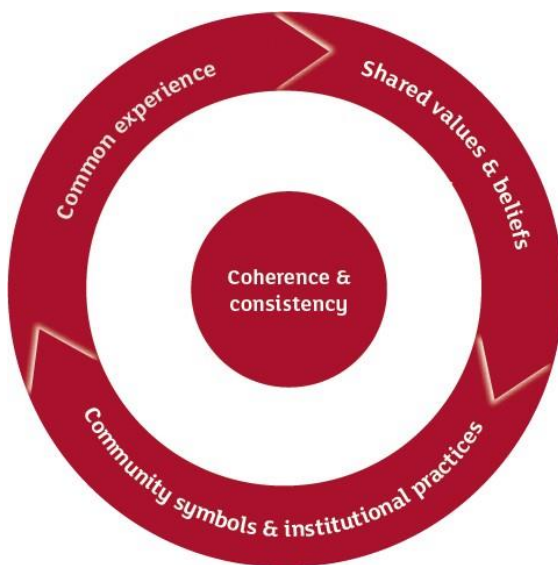 Common experience
Shared values & beliefs
Coherence &
consistency
Community symbols & institutional practices